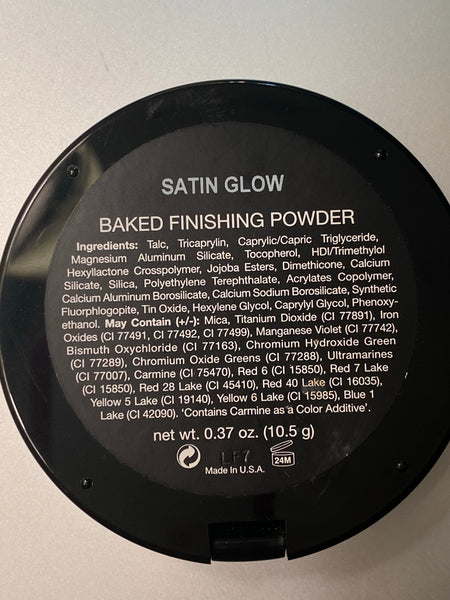 SATIN GLOW
BAKED FINISHING POWDER
Ingredients: Talc, Tricaprylin, Caprylic/Capric Triglyceride,
Magnesium Aluminum Silicate, Tocopherol, HDI/Trimethylol
Hexyllactone Crosspolymer, Jojoba Esters, Dimethicone, Calcium
Silicate, Silica, Polyethylene Terephthalate, Acrylates Copolymer,
Calcium Aluminum Borosilicate, Calcium Sodium Borosilicate, Synthetic
Fluorphlogopite, Tin Oxide, Hexylene Glycol, Caprylyl Glycol, Phenoxy-
ethanol. May Contain (+/-): Mica, Titanium Dioxide (CI 77891), Iron
Oxides (CI 77491, CI 77492, CI 77499), Manganese Violet (CI 77742),
Bismuth Oxychloride (CI 77163), Chromium Hydroxide Green
(CI 77289), Chromium Oxide Greens (CI 77288), Ultramarines
(CI 77007), Carmine (CI 75470), Red 6 (CI 15850), Red 7 Lake
(CI 15850), Red 28 Lake (CI 45410), Red 40 Lake (CI 16035),
Yellow 5 Lake (CI 19140), Yellow 6 Lake (CI 15985), Blue 1
Lake (CI 42090). 'Contains Carmine as a Color Additive'.
net wt. 0.37 oz. (10.5 g)
LF7
24M
Made In U.S.A.